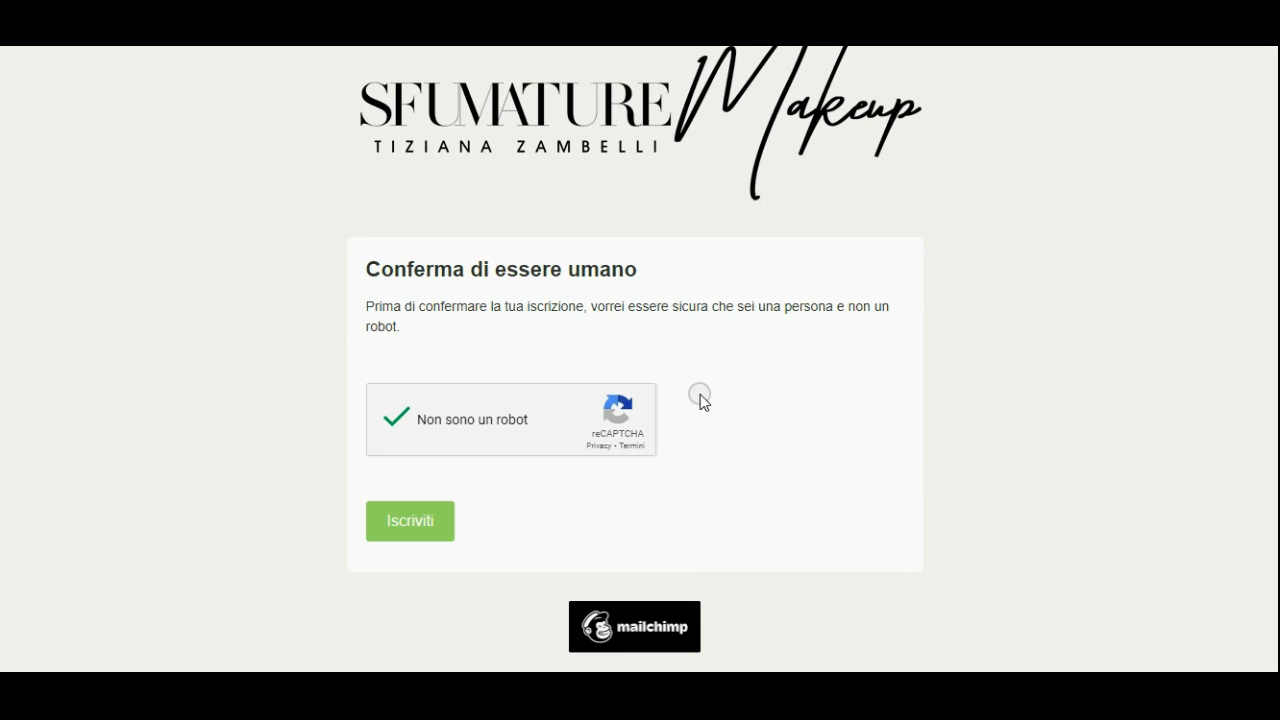 SFUMATURE Makeup
TIZIANA ZAMBELLI
Conferma di essere umano
Prima di confermare la tua iscrizione, vorrei essere sicura che sei una persona e non un
robot.
Non sono un robot
reCAPTCHA
Privacy - Termini
Iscriviti
mailchimp